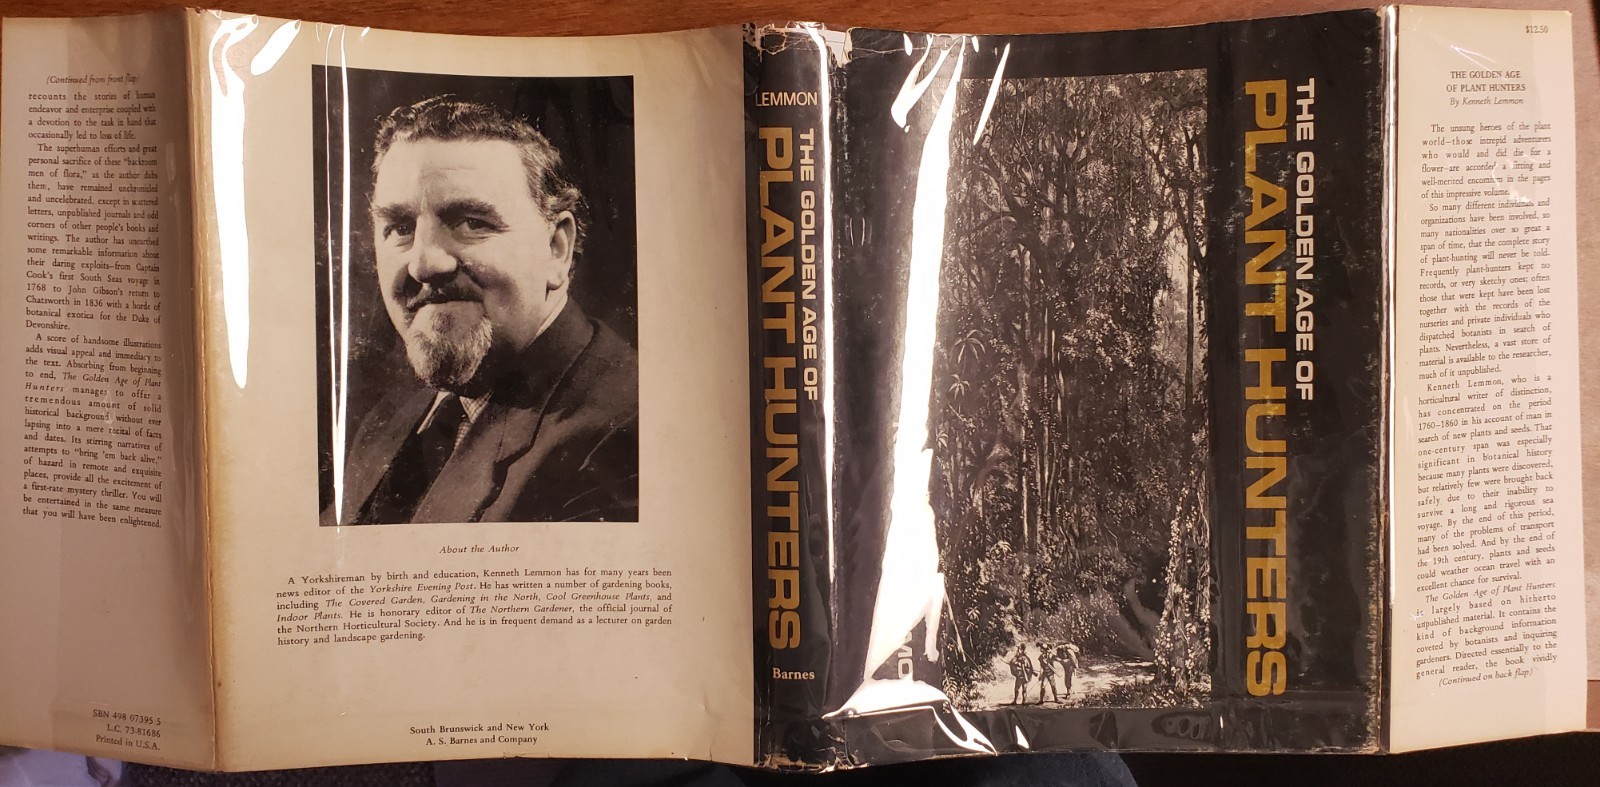 (Continued from front flap)
recounts the stories of human
endeavor and enterprise coupled with
a devotion to the task in hand that
occasionally led to loss of life.
The superhuman efforts and great
personal sacrifice of these "backroom
men of flora," as the author dubs
them, have remained unchronicled
and uncelebrated, except in scattered
letters, unpublished journals and odd
corners of other people's books and
writings. The author has unearthed
some remarkable information about
their daring exploits—from Captain
Cook's first South Seas voyage in
1768 to John Gibson's return to
Chatsworth in 1836 with a horde of
botanical exotica for the Duke of
Devonshire.
A score of handsome illustrations
adds visual appeal and immediacy to
the text. Absorbing from beginning
to end, The Golden Age of Plant
Hunters manages to offer a
tremendous amount of solid
historical background without ever
lapsing into a mere recital of facts
and dates. Its stirring narratives of
attempts to "bring 'em back alive,"
of hazard in remote and exquisite
places, provide all the excitement of
a first-rate mystery thriller. You will
be entertained in the same measure
that you will have been enlightened.
SBN 498 07395 5
L.C. 73-81686
Printed in U.S.A.
About the Author
A Yorkshireman by birth and education, Kenneth Lemmon has for many years been
news editor of the Yorkshire Evening Post. He has written a number of gardening books,
including The Covered Garden, Gardening in the North, Cool Greenhouse Plants, and
Indoor Plants. He is honorary editor of The Northern Gardener, the official journal of
the Northern Horticultural Society. And he is in frequent demand as a lecturer on garden
history and landscape gardening.
South Brunswick and New York
A. S. Barnes and Company
LEMMON
THE GOLDEN AGE OF
PLANT HUNTERS
Barnes
THE GOLDEN AGE OF
PLANT HUNTERS
$12.50
THE GOLDEN AGE
OF PLANT HUNTERS
By Kenneth Lemmon
The unsung heroes of the plant
world—those intrepid adventurers
who would and did die for a
flower—are accorded a fitting and
well-merited encomium in the pages
of this impressive volume.
So many different individuals and
organizations have been involved, so
many nationalities over so great a
span of time, that the complete story
of plant-hunting will never be told.
Frequently plant-hunters kept no
records, or very sketchy ones; often
those that were kept have been lost
together with the records of the
nurseries and private individuals who
dispatched botanists in search of
plants. Nevertheless, a vast store of
material is available to the researcher,
much of it unpublished.
Kenneth Lemmon, who is a
horticultural writer of distinction,
has concentrated on the period
1760–1860 in his account of man in
search of new plants and seeds. That
one-century span was especially
significant in botanical history
because many plants were discovered,
but relatively few were brought back
safely due to their inability to
survive a long and rigorous sea
voyage. By the end of this period,
many of the problems of transport
had been solved. And by the end of
the 19th century, plants and seeds
could weather ocean travel with an
excellent chance for survival.
The Golden Age of Plant Hunters
is largely based on hitherto
unpublished material. It contains the
kind of background information
coveted by botanists and inquiring
gardeners. Directed essentially to the
general reader, the book vividly
(Continued on back flap)